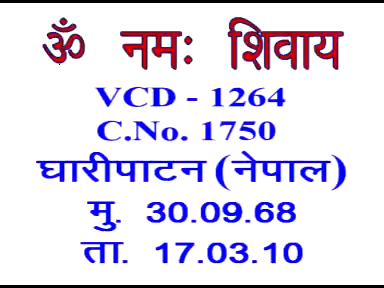 ॐ नमः शिवाय
VCD - 1264
C.No. 1750
घारीपाटन (नेपाल)
मु. 30.09.68
ता. 17.03.10